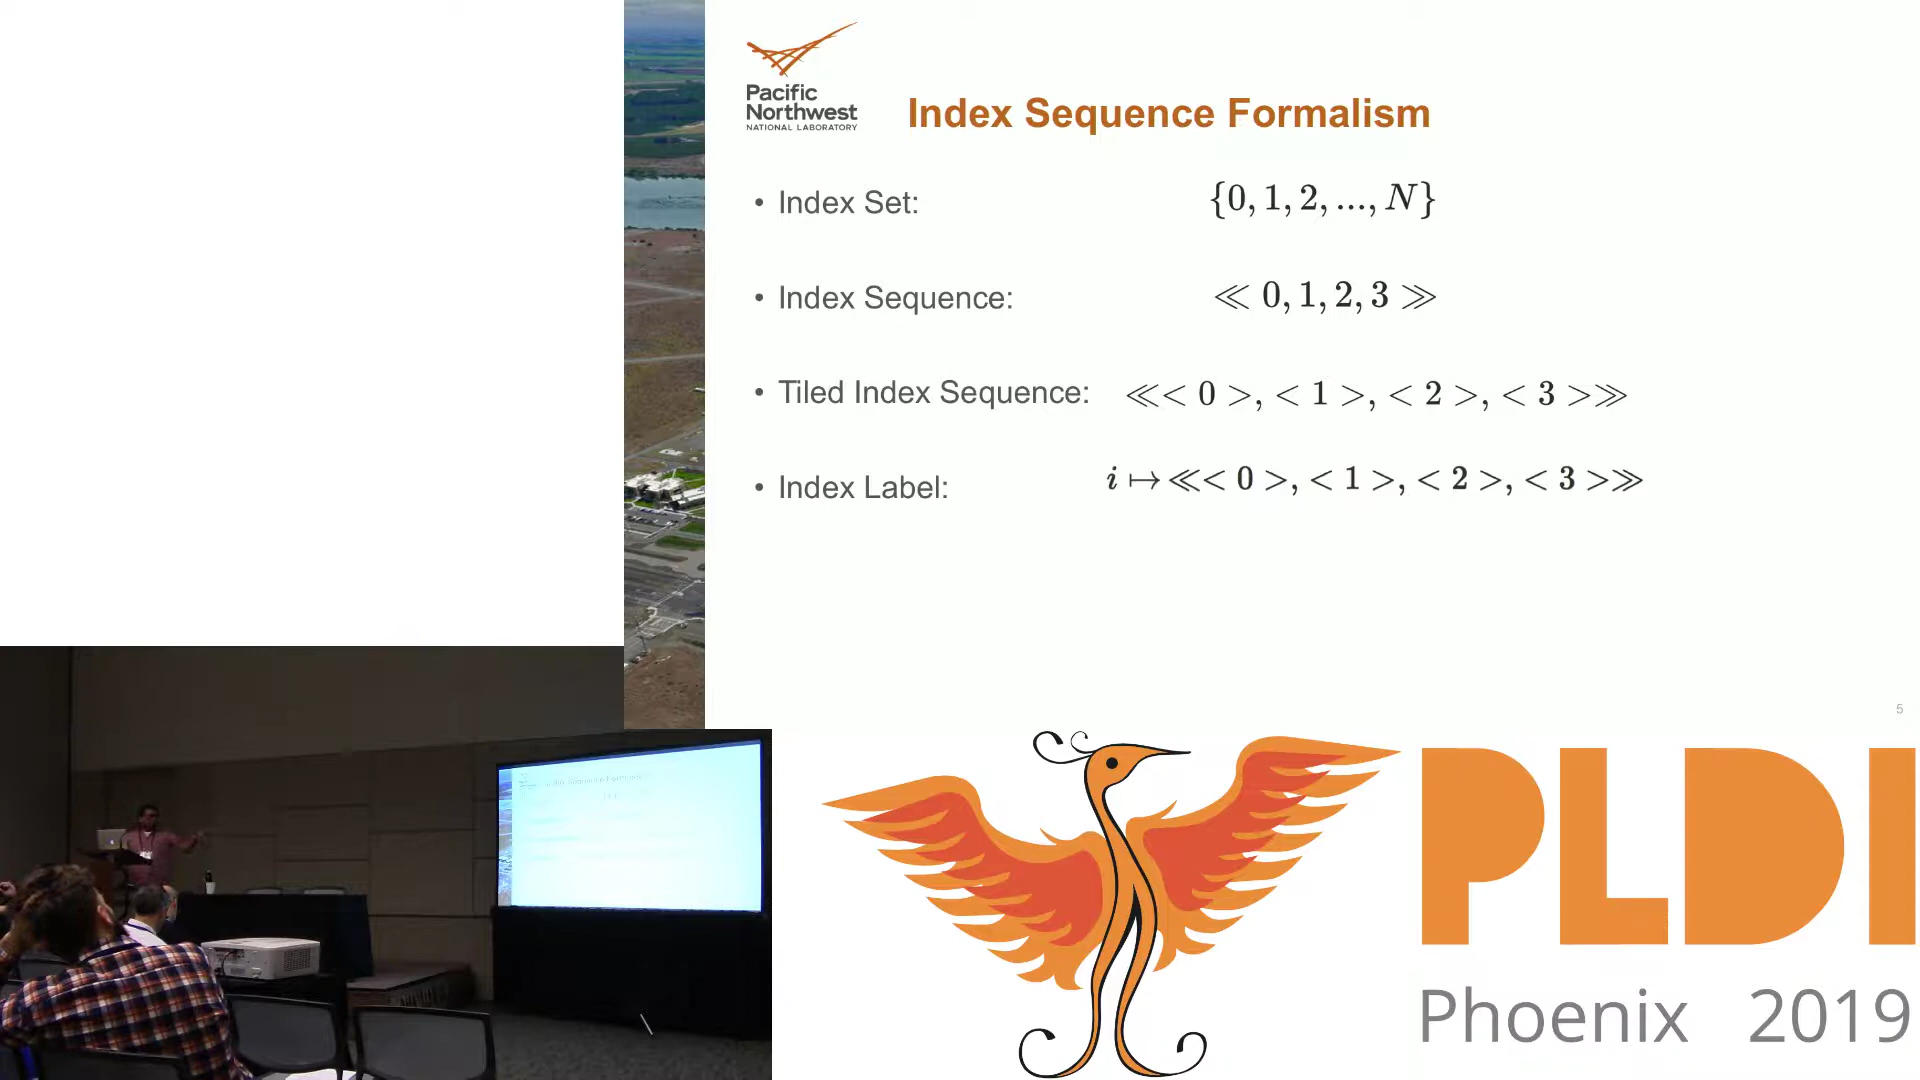 Pacific
Northwest
NATIONAL LABORATORY
Index Sequence Formalism
• Index Set: {0, 1, 2, ..., N}
• Index Sequence: ≪ 0, 1, 2, 3 ≫
• Tiled Index Sequence: ≪< 0 >, < 1 >, < 2 >, < 3 >≫
• Index Label: i ↦≪< 0 >, < 1 >, < 2 >, < 3 >≫
5
PLDI
Phoenix 2019